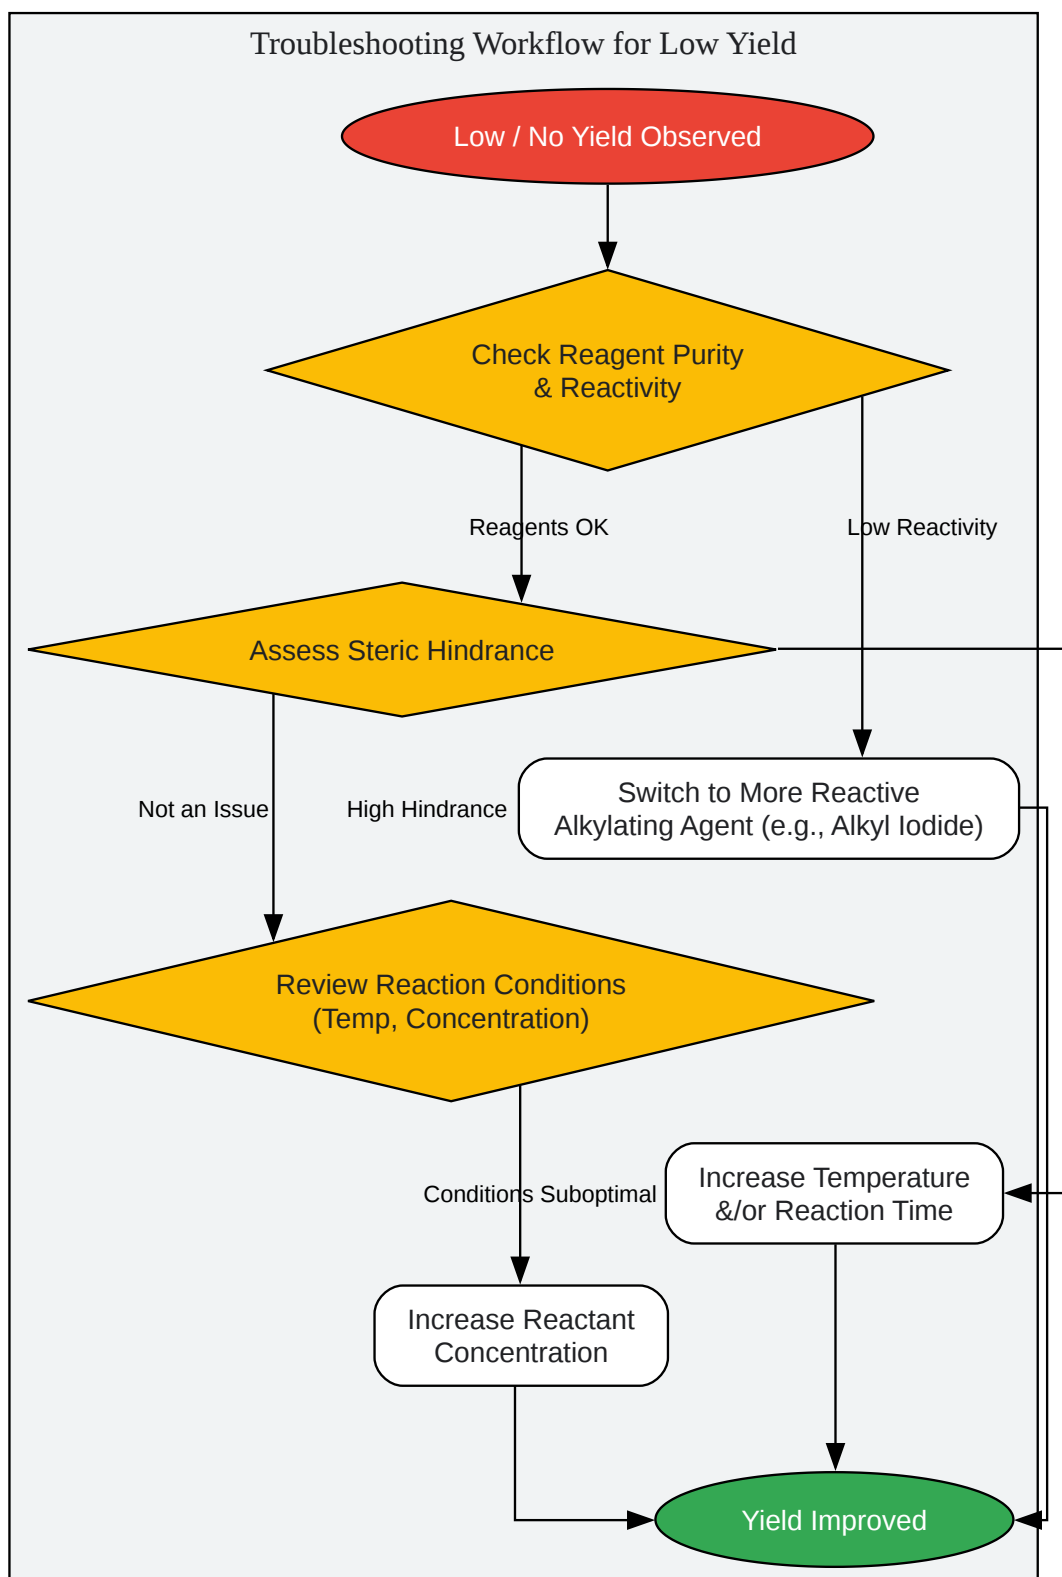 Troubleshooting Workflow for Low Yield
Low / No Yield Observed
Check Reagent Purity
& Reactivity
Reagents OK
Low Reactivity
Assess Steric Hindrance
Not an Issue
High Hindrance
Switch to More Reactive
Alkylating Agent (e.g., Alkyl Iodide)
Review Reaction Conditions
(Temp, Concentration)
Conditions Suboptimal
Increase Temperature
&/or Reaction Time
Increase Reactant
Concentration
Yield Improved